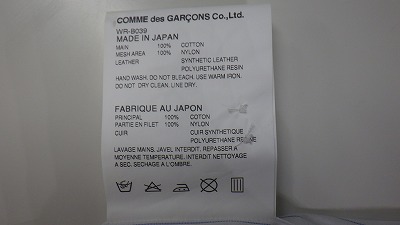 COMME des GARÇONS Co., Ltd.
WR-B039
MADE IN JAPAN
MAIN 100% COTTON
MESH AREA 100% NYLON
LEATHER SYNTHETIC LEATHER
POLYURETHANE RESIN
HAND WASH. DO NOT BLEACH. USE WARM IRON.
DO NOT DRY CLEAN. LINE DRY.
FABRIQUE AU JAPON
PRINCIPAL 100% COTON
PARTIE EN FILET 100% NYLON
CUIR CUIR SYNTHETIQUE
POLYURETHANE RESINE
LAVAGE MAINS. JAVEL INTERDIT. REPASSER A
MOYENNE TEMPERATURE. INTERDIT NETTOYAGE
A SEC. SECHAGE A L'OMBRE.